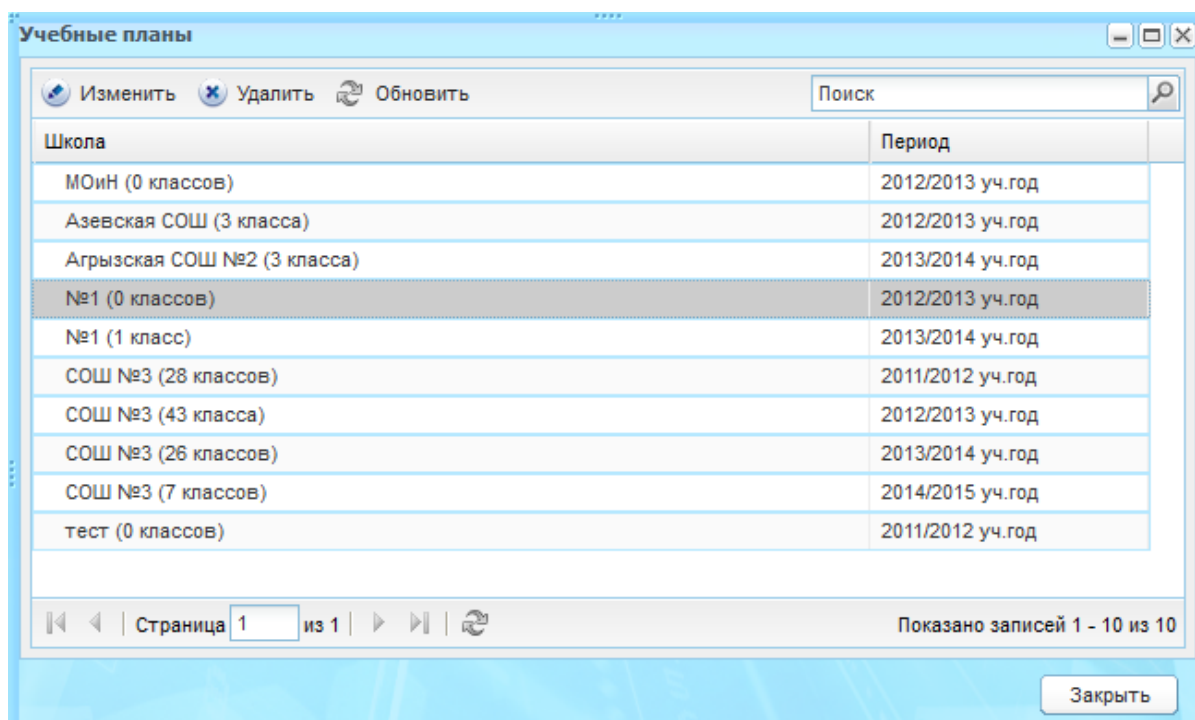 Учебные планы
Изменить Удалить Обновить Поиск
Школа Период
МОиН (0 классов) 2012/2013 уч.год
Азевская СОШ (3 класса) 2012/2013 уч.год
Агрызская СОШ №2 (3 класса) 2013/2014 уч.год
№1 (0 классов) 2012/2013 уч.год
№1 (1 класс) 2013/2014 уч.год
СОШ №3 (28 классов) 2011/2012 уч.год
СОШ №3 (43 класса) 2012/2013 уч.год
СОШ №3 (26 классов) 2013/2014 уч.год
СОШ №3 (7 классов) 2014/2015 уч.год
тест (0 классов) 2011/2012 уч.год
Страница 1 из 1 Показано записей 1 - 10 из 10
Закрыть